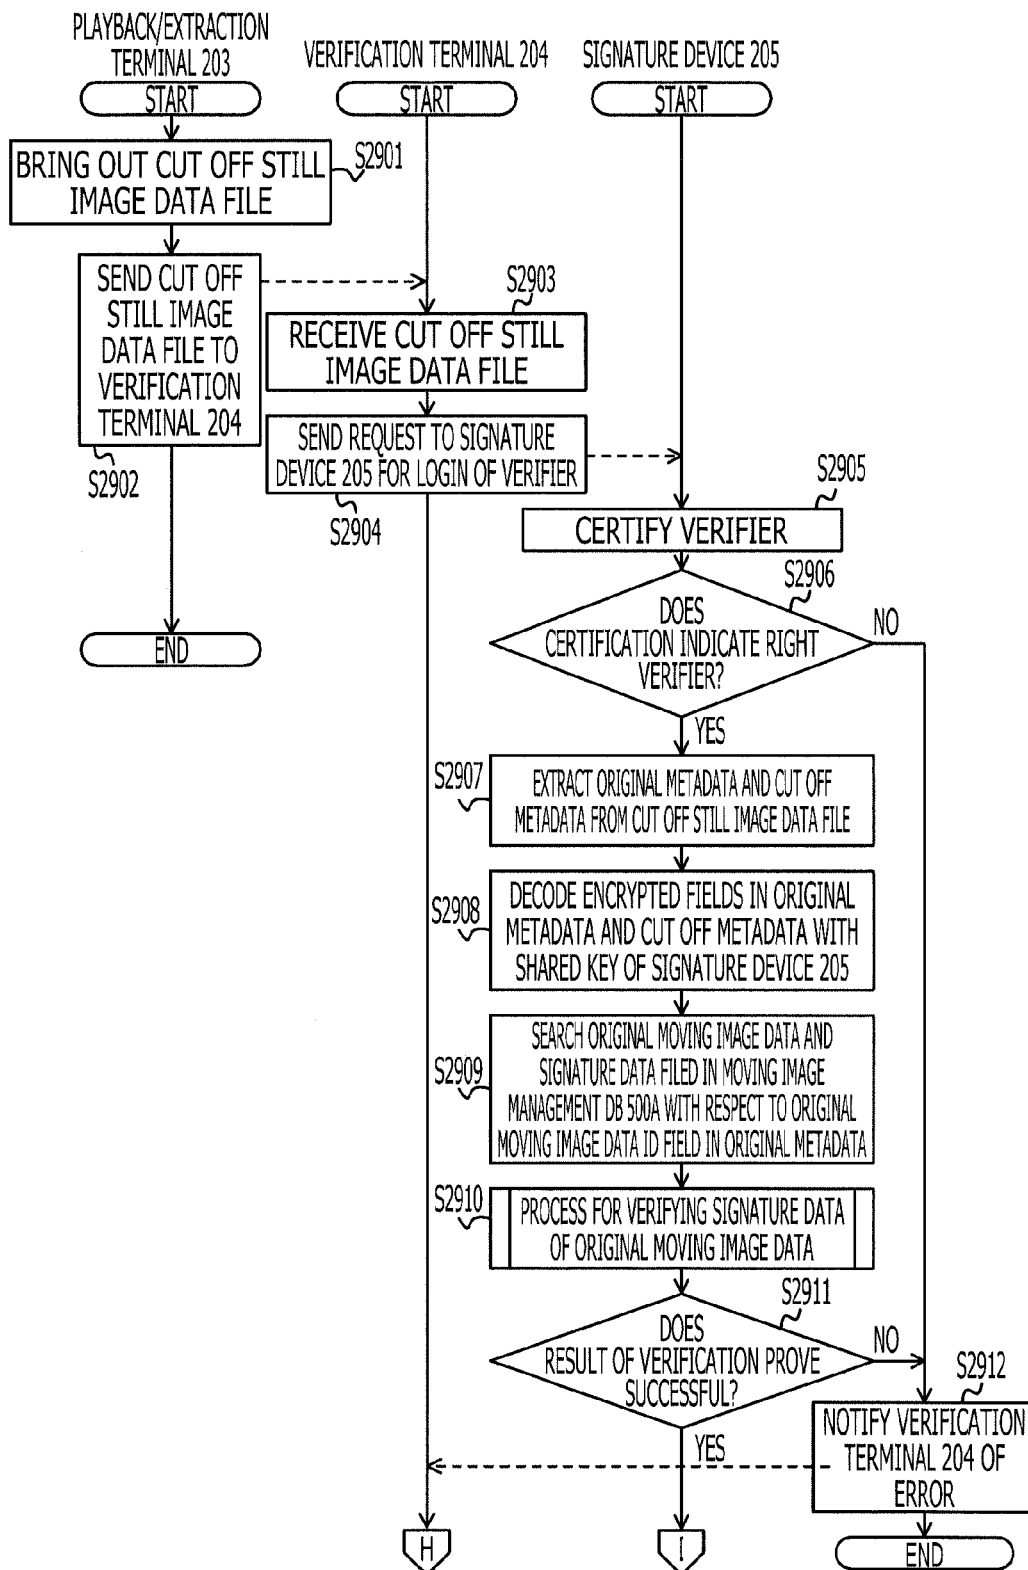 PLAYBACK/EXTRACTION
TERMINAL 203
VERIFICATION TERMINAL 204
SIGNATURE DEVICE 205
START
START
START
S2901
BRING OUT CUT OFF STILL
IMAGE DATA FILE
SEND CUT OFF
STILL IMAGE
DATA FILE TO
VERIFICATION
TERMINAL 204
S2902
S2903
RECEIVE CUT OFF STILL
IMAGE DATA FILE
SEND REQUEST TO SIGNATURE
DEVICE 205 FOR LOGIN OF VERIFIER
S2904
S2905
CERTIFY VERIFIER
S2906
DOES
CERTIFICATION INDICATE RIGHT
VERIFIER?
NO
YES
END
S2907
EXTRACT ORIGINAL METADATA AND CUT OFF
METADATA FROM CUT OFF STILL IMAGE DATA FILE
S2908
DECODE ENCRYPTED FIELDS IN ORIGINAL
METADATA AND CUT OFF METADATA WITH
SHARED KEY OF SIGNATURE DEVICE 205
S2909
SEARCH ORIGINAL MOVING IMAGE DATA AND
SIGNATURE DATA FILED IN MOVING IMAGE
MANAGEMENT DB 500A WITH RESPECT TO ORIGINAL
MOVING IMAGE DATA ID FIELD IN ORIGINAL METADATA
S2910
PROCESS FOR VERIFYING SIGNATURE DATA
OF ORIGINAL MOVING IMAGE DATA
S2911
DOES
RESULT OF VERIFICATION PROVE
SUCCESSFUL?
NO
YES
S2912
NOTIFY VERIFICATION
TERMINAL 204 OF
ERROR
H
I
END